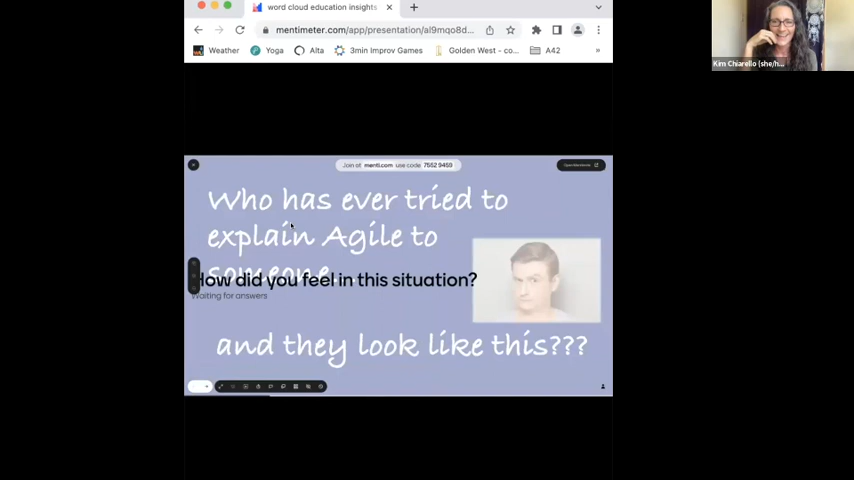 word cloud education insights
mentimeter.com/app/presentation/al9mqo8d...
Weather
Yoga
Alta
3min Improv Games
Golden West - co...
A42
Kim Chiarello (she/h...
Join at menti.com use code 7552 9459
Who has ever tried to
explain Agile to
someone
How did you feel in this situation?
Waiting for answers
and they look like this???